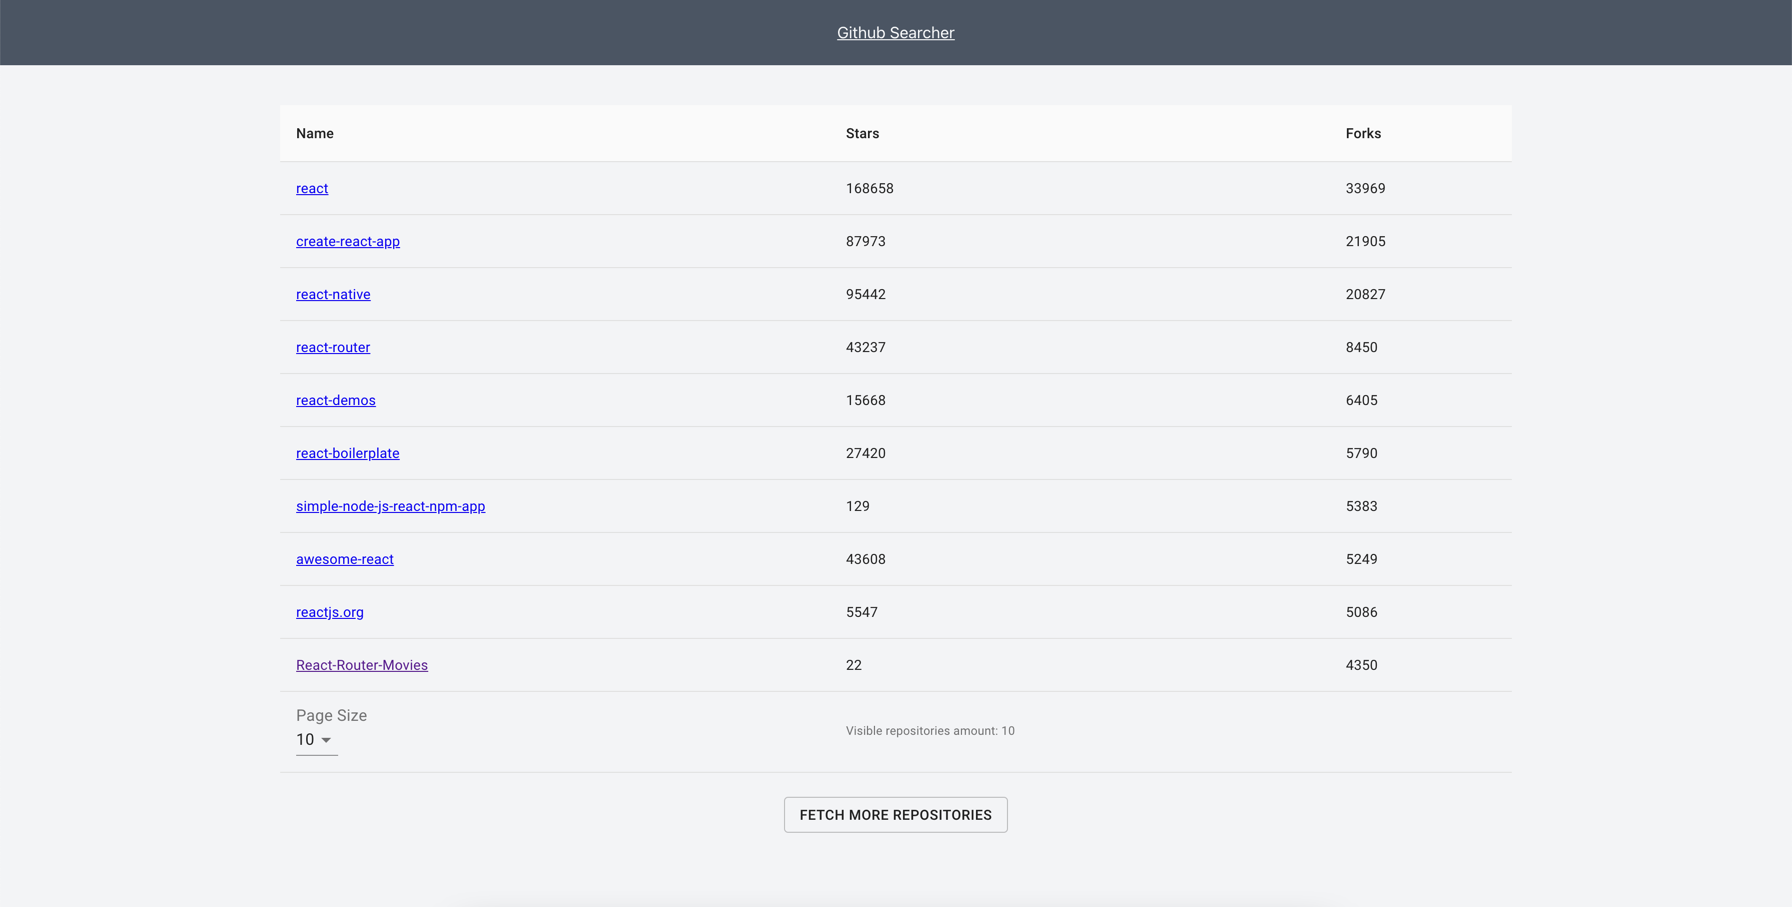 Github Searcher
Name Stars Forks
react 168658 33969
create-react-app 87973 21905
react-native 95442 20827
react-router 43237 8450
react-demos 15668 6405
react-boilerplate 27420 5790
simple-node-js-react-npm-app 129 5383
awesome-react 43608 5249
reactjs.org 5547 5086
React-Router-Movies 22 4350
Page Size
10
Visible repositories amount: 10
FETCH MORE REPOSITORIES